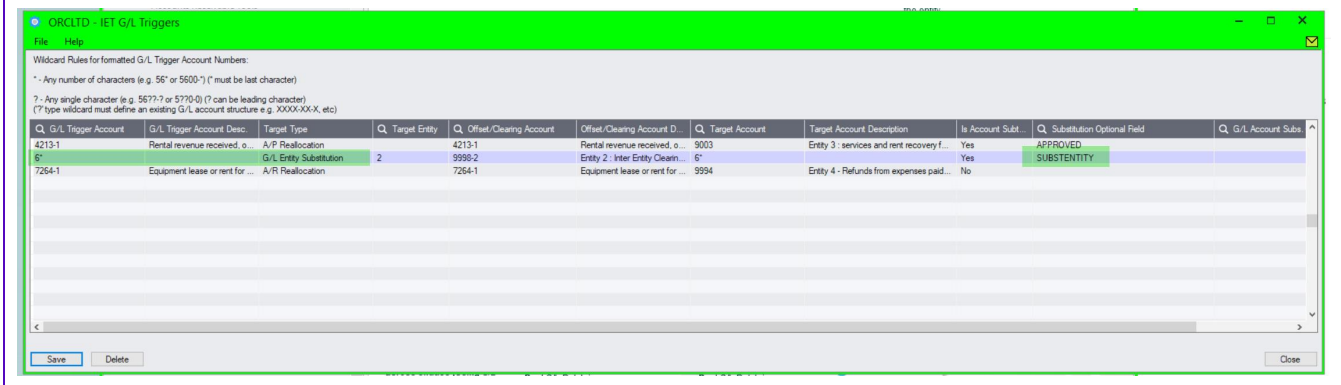 the entity
ORCLTD - IET G/L Triggers
File Help
Wildcard Rules for formatted G/L Trigger Account Numbers:
* - Any number of characters (e.g. 56* or 5600-*) (* must be last character)
? - Any single character (e.g. 56??-? or 5??0-0) (? can be leading character)
('?' type wildcard must define an existing G/L account structure e.g. XXXX-XX-X, etc)
G/L Trigger Account G/L Trigger Account Desc. Target Type Target Entity Offset/Clearing Account Offset/Clearing Account D... Target Account Target Account Description Is Account Subt... Substitution Optional Field G/L Account Subs.
4213-1 Rental revenue received, o... A/P Reallocation 4213-1 Rental revenue received, o... 9003 Entity 3 : services and rent recovery f... Yes APPROVED
6* G/L Entity Substitution 2 9998-2 Entity 2 : Inter Entity Clearin... 6* Yes SUBSTENTITY
7264-1 Equipment lease or rent for ... A/R Reallocation 7264-1 Equipment lease or rent for ... 9994 Entity 4 - Refunds from expenses paid... No
Save Delete Close